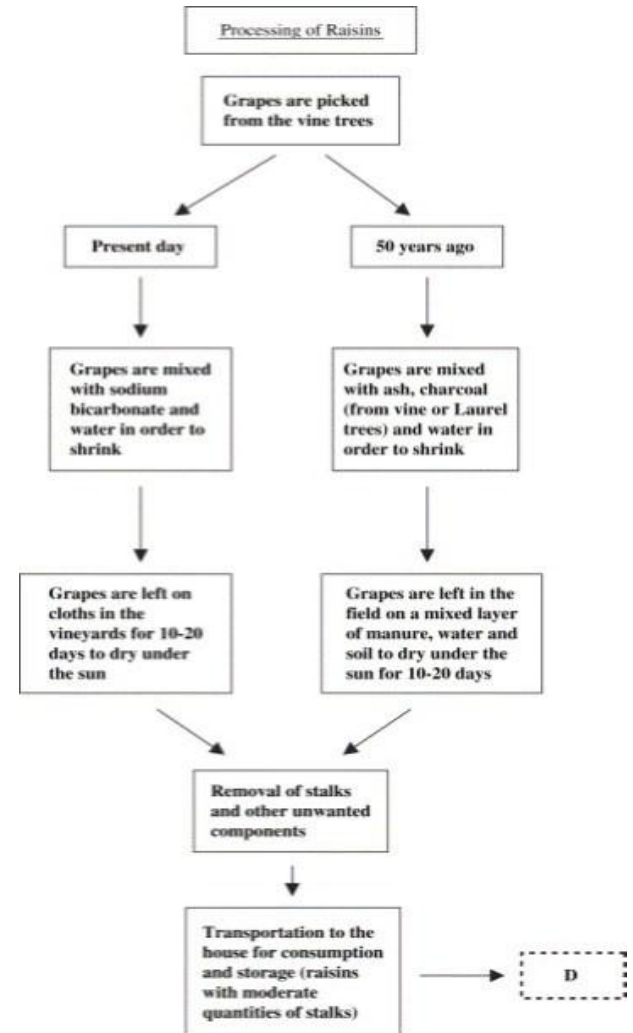 Processing of Raisins
Grapes are picked
from the vine trees
Present day
50 years ago
Grapes are mixed
with sodium
bicarbonate and
water in order to
shrink
Grapes are mixed
with ash, charcoal
(from vine or Laurel
trees) and water in
order to shrink
Grapes are left on
cloths in the
vineyards for 10-20
days to dry under
the sun
Grapes are left in the
field on a mixed layer
of manure, water and
soil to dry under the
sun for 10-20 days
Removal of stalks
and other unwanted
components
Transportation to the
house for consumption
and storage (raisins
with moderate
quantities of stalks)
D